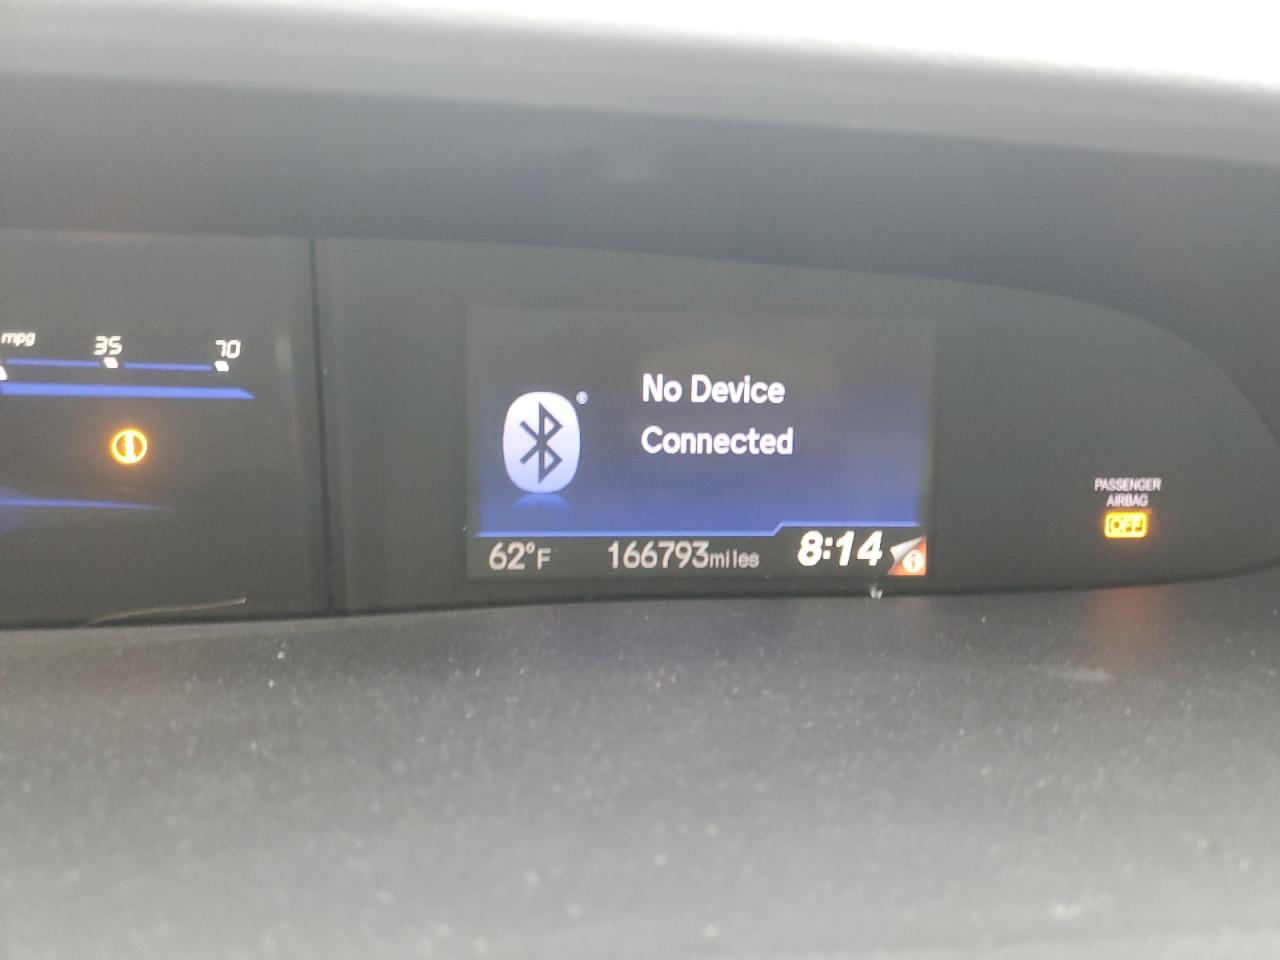 mpg 35 70
No Device
Connected
62°F 166793miles 8:14
PASSENGER
AIRBAG
OFF